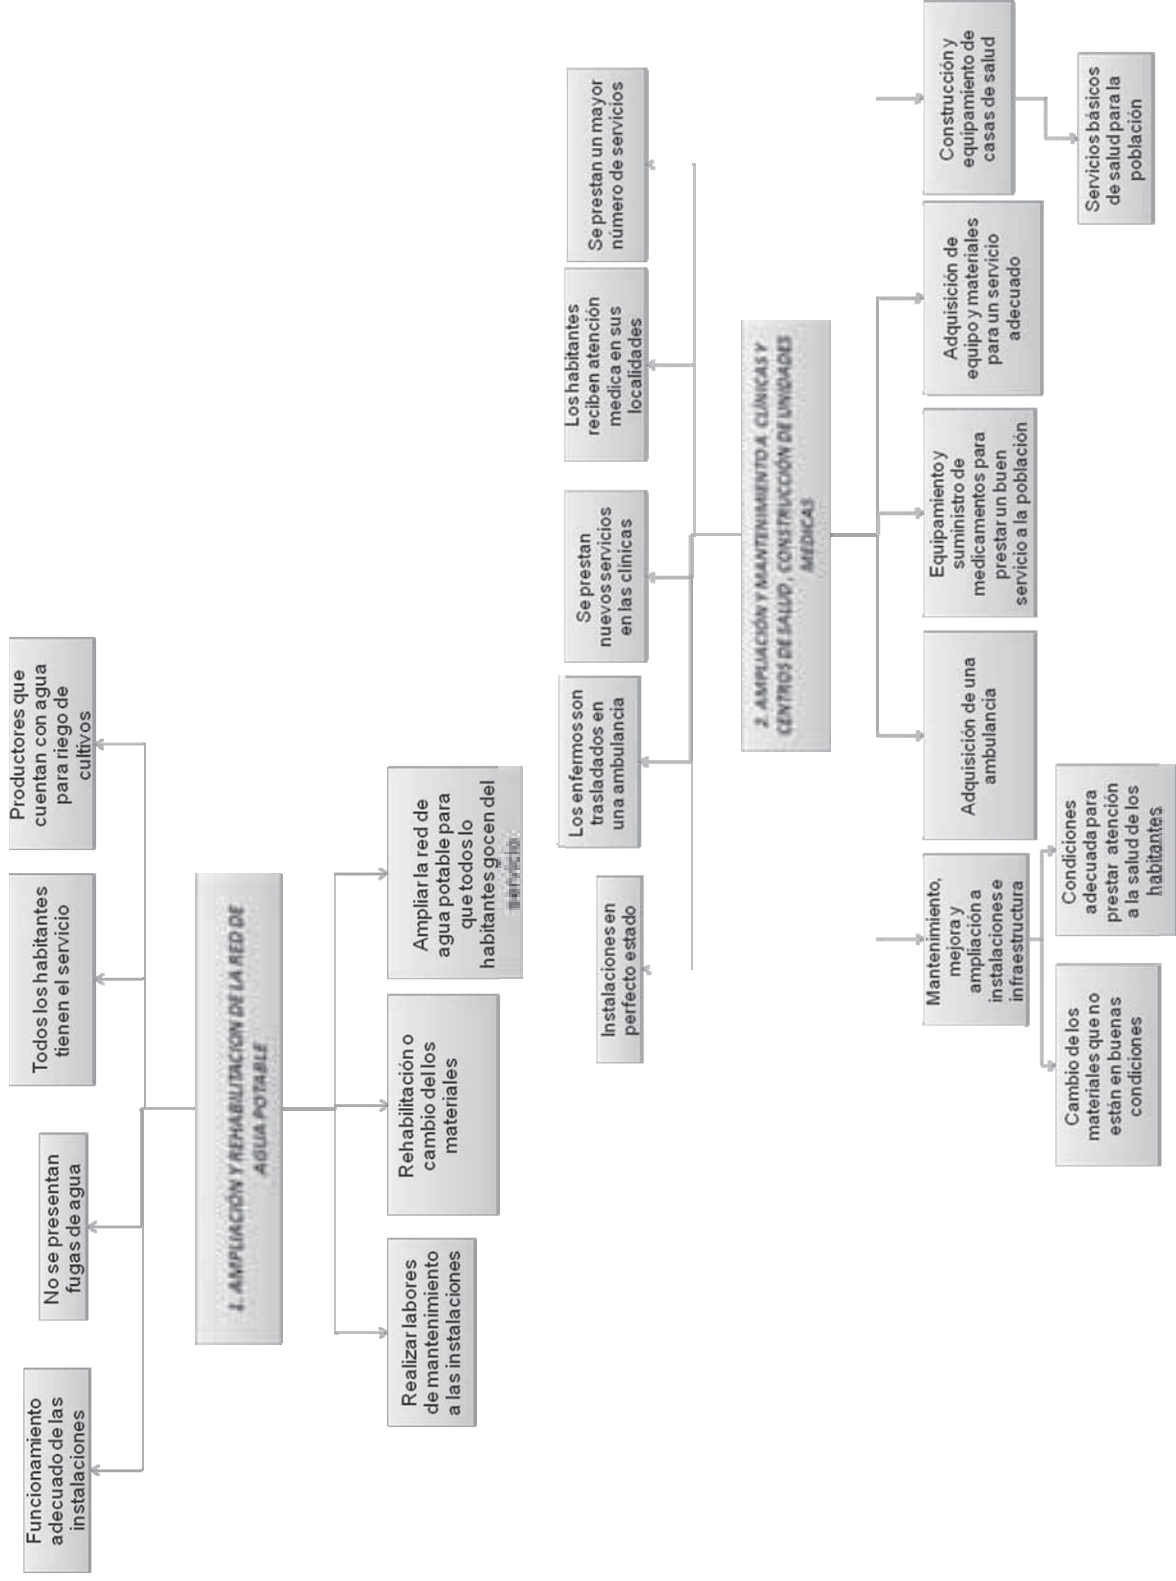 Funcionamiento
adecuado de las
instalaciones
No se presentan
fugas de agua
Todos los habitantes
tienen el servicio
Productores que
cuentan con agua
para riego de
cultivos
1. AMPLIACIÓN Y REHABILITACION DE LA RED DE
AGUA POTABLE
Realizar labores
de mantenimiento
a las instalaciones
Rehabilitación o
cambio del los
materiales
Ampliar la red de
agua potable para
que todos lo
habitantes gocen del
servicio
Instalaciones en
perfecto estado
Los enfermos son
trasladados en
una ambulancia
Se prestan
nuevos servicios
en las clínicas
Los habitantes
reciben atención
medica en sus
localidades
Se prestan un mayor
número de servicios
2. AMPLIACIÓN Y MANTENIMIENTO A CLÍNICAS Y
CENTROS DE SALUD, CONSTRUCCIÓN DE UNIDADES
MEDICAS
Mantenimiento,
mejora y
ampliación a
instalaciones e
infraestructura
Adquisición de una
ambulancia
Equipamiento y
suministro de
medicamentos para
prestar un buen
servicio a la población
Adquisición de
equipo y materiales
para un servicio
adecuado
Construcción y
equipamiento de
casas de salud
Cambio de los
materiales que no
están en buenas
condiciones
Condiciones
adecuada para
prestar atención
a la salud de los
habitantes
Servicios básicos
de salud para la
población